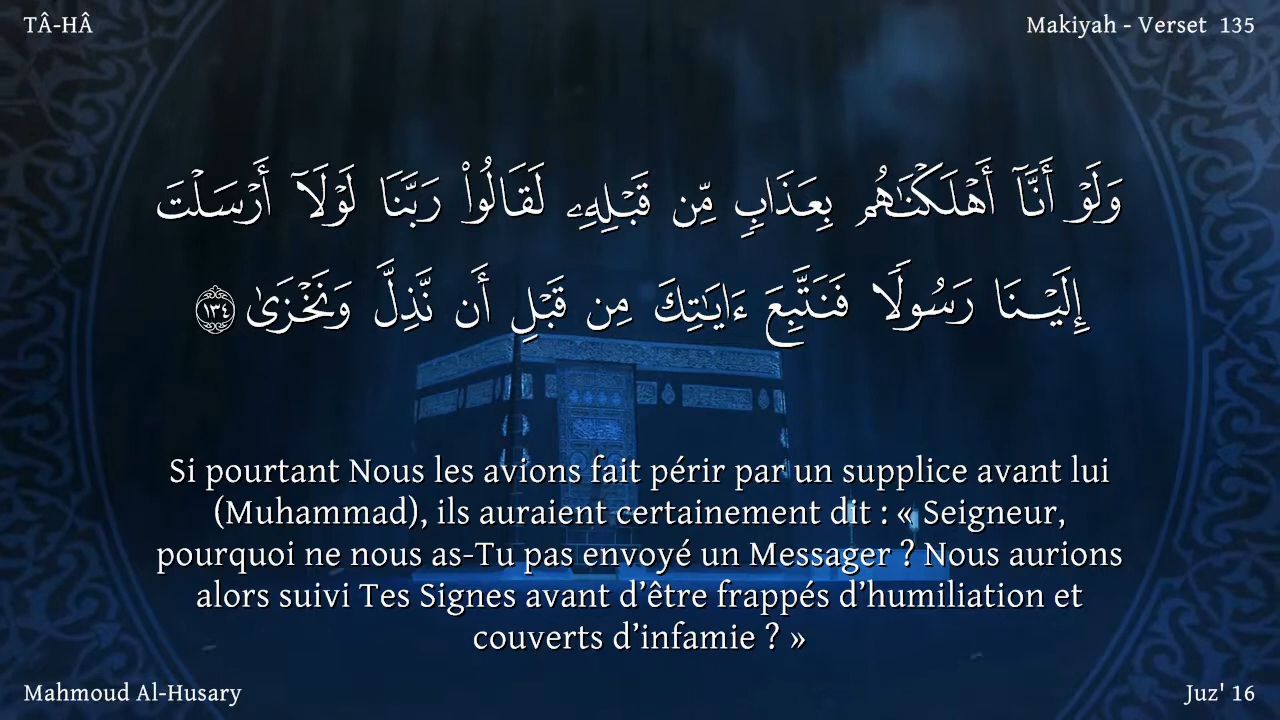 TÂ-HÂ
Makiyah - Verset 135
وَلَوْ أَنَّآ أَهْلَكْنَـٰهُم بِعَذَابٍ مِّن قَبْلِهِۦ لَقَالُوا۟ رَبَّنَا لَوْلَآ أَرْسَلْتَ
إِلَيْنَا رَسُولًا فَنَتَّبِعَ ءَايَـٰتِكَ مِن قَبْلِ أَن نَّذِلَّ وَنَخْزَىٰ ١٣٤
Si pourtant Nous les avions fait périr par un supplice avant lui
(Muhammad), ils auraient certainement dit : « Seigneur,
pourquoi ne nous as-Tu pas envoyé un Messager ? Nous aurions
alors suivi Tes Signes avant d’être frappés d’humiliation et
couverts d’infamie ? »
Mahmoud Al-Husary
Juz' 16